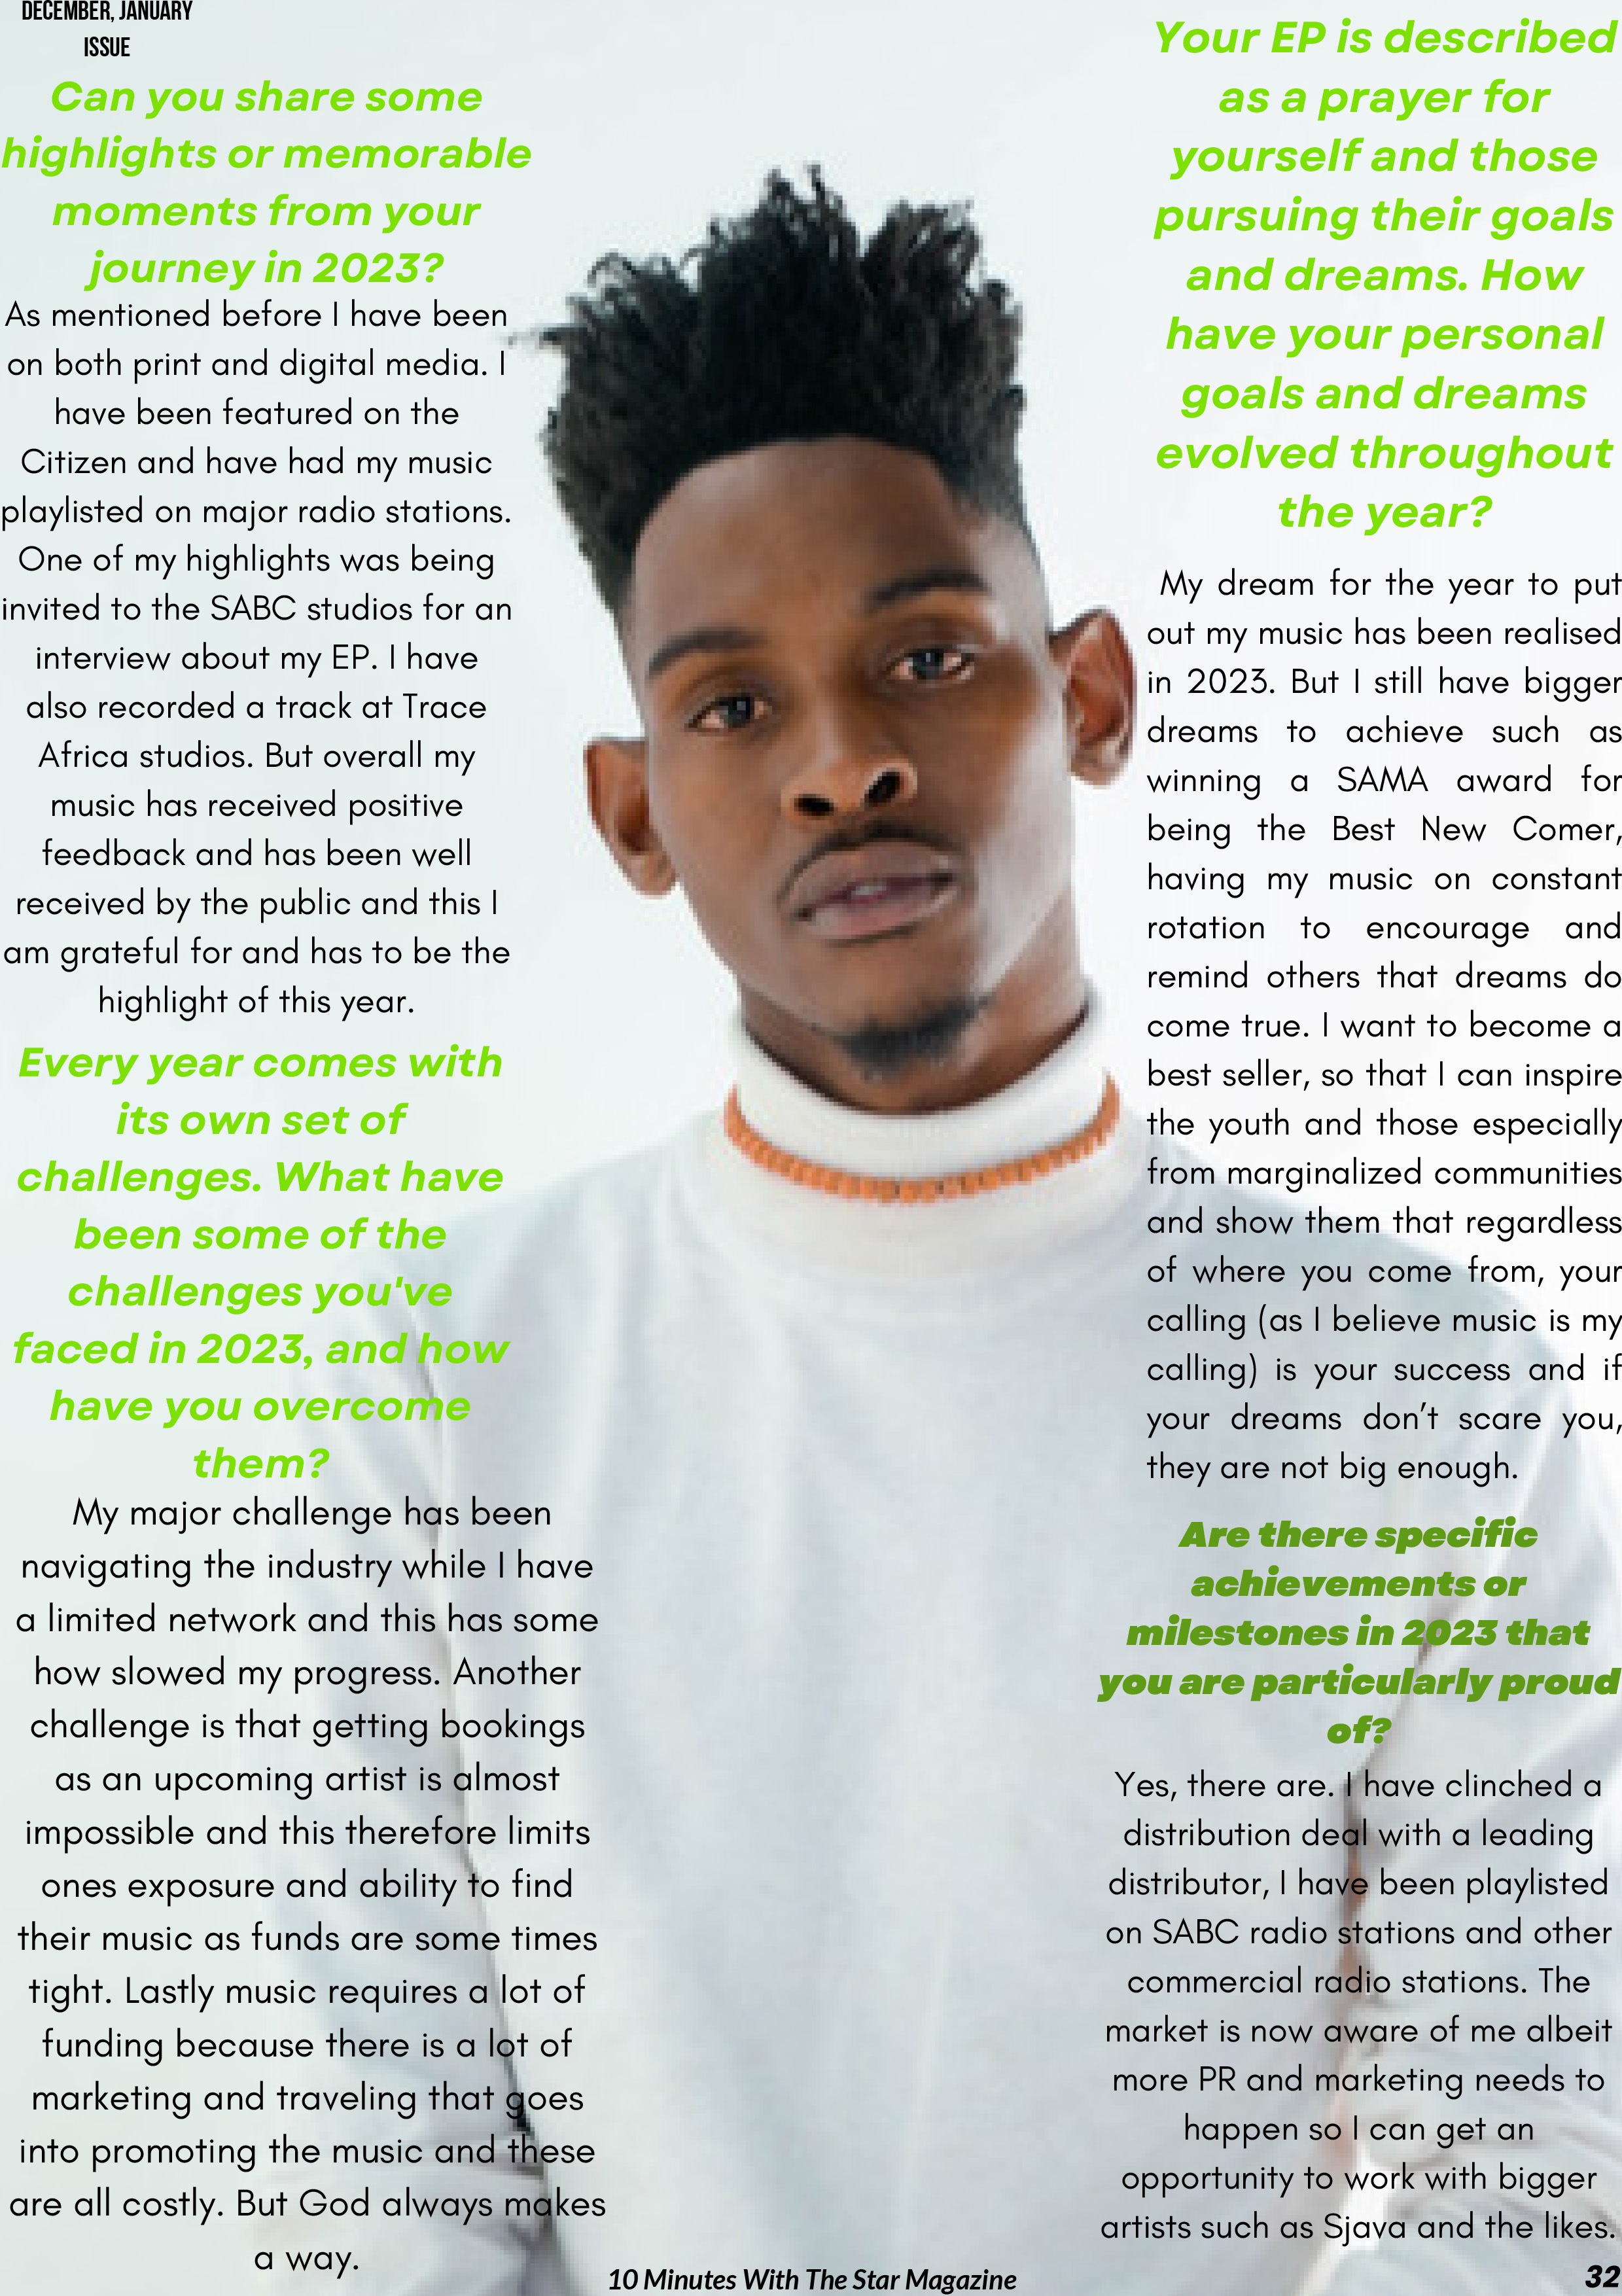 DECEMBER, JANUARY
ISSUE
Can you share some
highlights or memorable
moments from your
journey in 2023?
As mentioned before I have been
on both print and digital media. I
have been featured on the
Citizen and have had my music
playlisted on major radio stations.
One of my highlights was being
invited to the SABC studios for an
interview about my EP. I have
also recorded a track at Trace
Africa studios. But overall my
music has received positive
feedback and has been well
received by the public and this I
am grateful for and has to be the
highlight of this year.
Every year comes with
its own set of
challenges. What have
been some of the
challenges you've
faced in 2023, and how
have you overcome
them?
My major challenge has been
navigating the industry while I have
a limited network and this has some
how slowed my progress. Another
challenge is that getting bookings
as an upcoming artist is almost
impossible and this therefore limits
ones exposure and ability to find
their music as funds are some times
tight. Lastly music requires a lot of
funding because there is a lot of
marketing and traveling that goes
into promoting the music and these
are all costly. But God always makes
a way.
Your EP is described
as a prayer for
yourself and those
pursuing their goals
and dreams. How
have your personal
goals and dreams
evolved throughout
the year?
My dream for the year to put
out my music has been realised
in 2023. But I still have bigger
dreams to achieve such as
winning a SAMA award for
being the Best New Comer,
having my music on constant
rotation to encourage and
remind others that dreams do
come true. I want to become a
best seller, so that I can inspire
the youth and those especially
from marginalized communities
and show them that regardless
of where you come from, your
calling (as I believe music is my
calling) is your success and if
your dreams don’t scare you,
they are not big enough.
Are there specific
achievements or
milestones in 2023 that
you are particularly proud
of?
Yes, there are. I have clinched a
distribution deal with a leading
distributor, I have been playlisted
on SABC radio stations and other
commercial radio stations. The
market is now aware of me albeit
more PR and marketing needs to
happen so I can get an
opportunity to work with bigger
artists such as Sjava and the likes.
10 Minutes With The Star Magazine
32